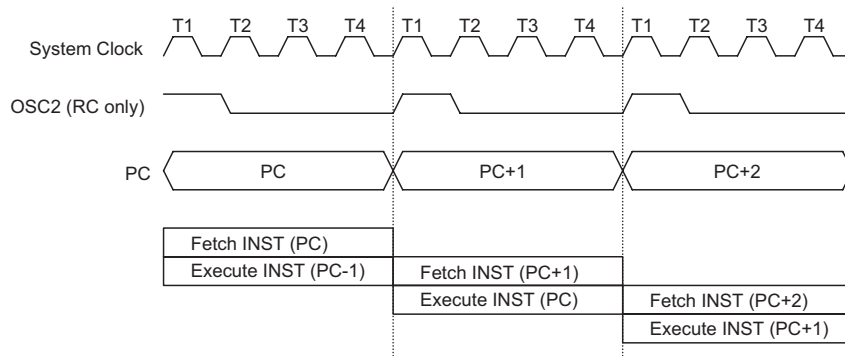 T1 T2 T3 T4 T1 T2 T3 T4 T1 T2 T3 T4
System Clock
OSC2 (RC only)
PC PC PC+1 PC+2
Fetch INST (PC)
Execute INST (PC-1) Fetch INST (PC+1)
Execute INST (PC) Fetch INST (PC+2)
Execute INST (PC+1)